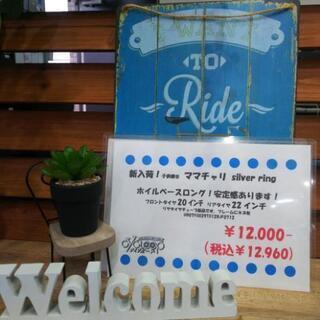 I WANT
TO
Ride
新入荷! 子供乗せ ママチャリ silver ring
ホイルベースロング! 安定感あります!
フロントタイヤ 20 インチ リアタイヤ 22 インチ
¥12.000-
(税込¥12.960)
Welcome